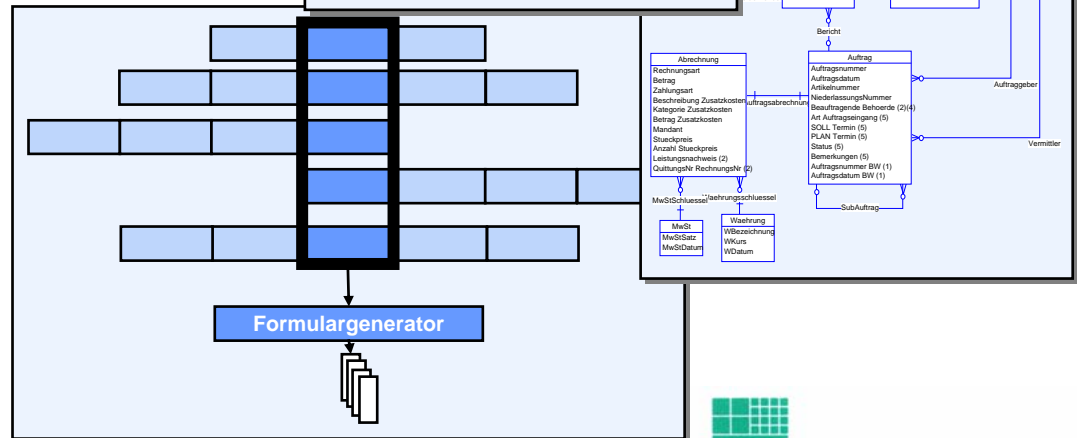 Bericht
Abrechnung
Rechnungsart
Betrag
Zahlungsart
Beschreibung Zusatzkosten
Kategorie Zusatzkosten
Betrag Zusatzkosten
Mandant
Stueckpreis
Anzahl Stueckpreis
Leistungsnachweis (2)
QuittungsNr RechnungsNr (2)
uftragsabrechnung
Auftrag
Auftragsnummer
Auftragsdatum
Artikelnummer
NiederlassungsNummer
Beauftragende Behoerde (2)(4)
Art Auftragseingang (5)
SOLL Termin (5)
PLAN Termin (5)
Status (5)
Bemerkungen (5)
Auftragsnummer BW (1)
Auftragsdatum BW (1)
Auftraggeber
Vermittler
MwStSchluessel
Waehrungsschluessel
SubAuftrag
MwSt
MwStSatz
MwStDatum
Waehrung
WBezeichnung
WKurs
WDatum
Formulargenerator